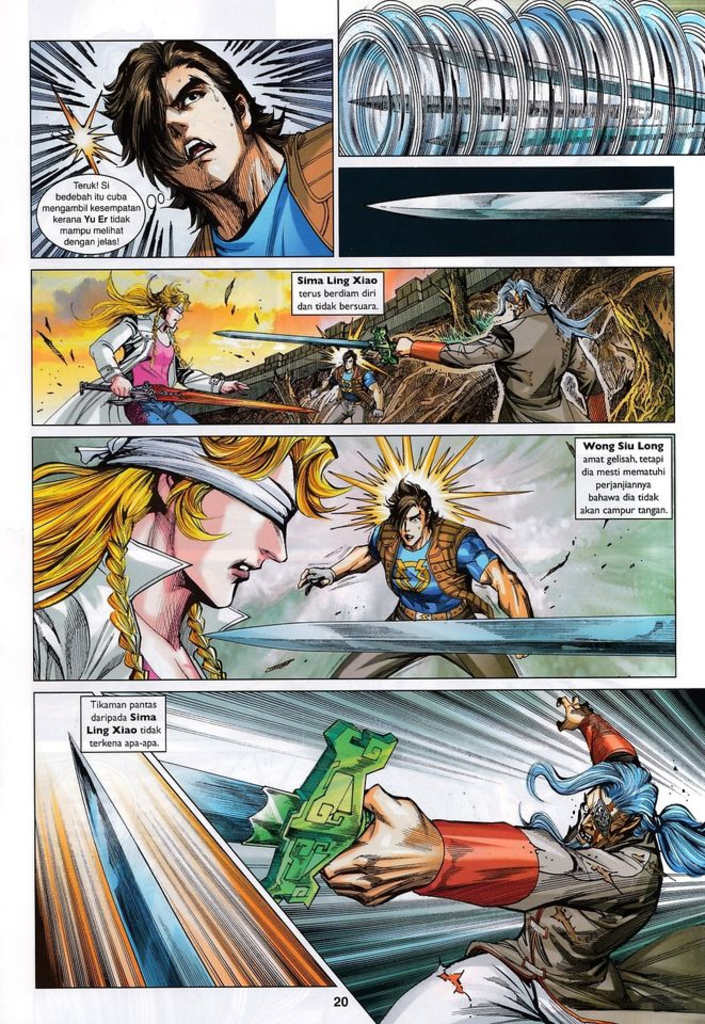 Teruk! Si
bedebah itu cuba
mengambil kesempatan
kerana Yu Er tidak
mampu melihat
dengan jelas!
Sima Ling Xiao
terus berdiam diri
dan tidak bersuara.
Wong Siu Long
amat gelisah, tetapi
dia mesti mematuhi
perjanjiannya
bahawa dia tidak
akan campur tangan.
Tikaman pantas
daripada Sima
Ling Xiao tidak
terkena apa-apa.
20